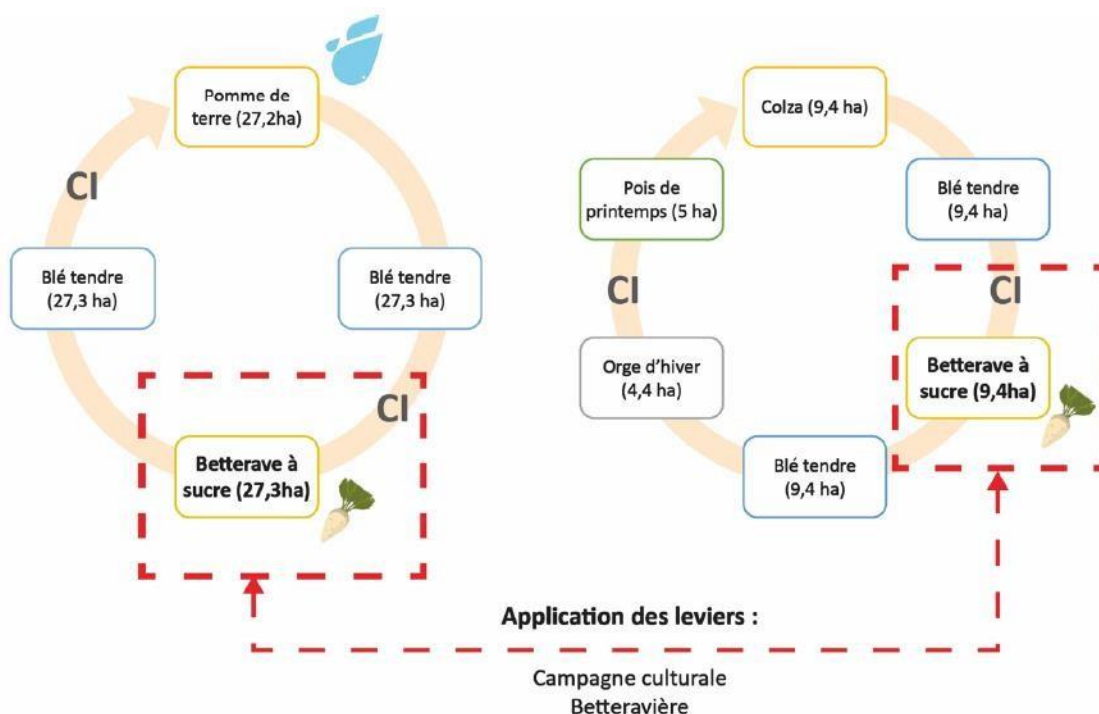 Pomme de
terre (27,2ha)
CI
Blé tendre
(27,3 ha)
Blé tendre
(27,3 ha)
CI
Betterave à
sucre (27,3ha)
Colza (9,4 ha)
Pois de
printemps (5 ha)
Blé tendre
(9,4 ha)
CI
CI
Orge d’hiver
(4,4 ha)
Betterave à
sucre (9,4ha)
Blé tendre
(9,4 ha)
Application des leviers :
Campagne culturale
Betteravière